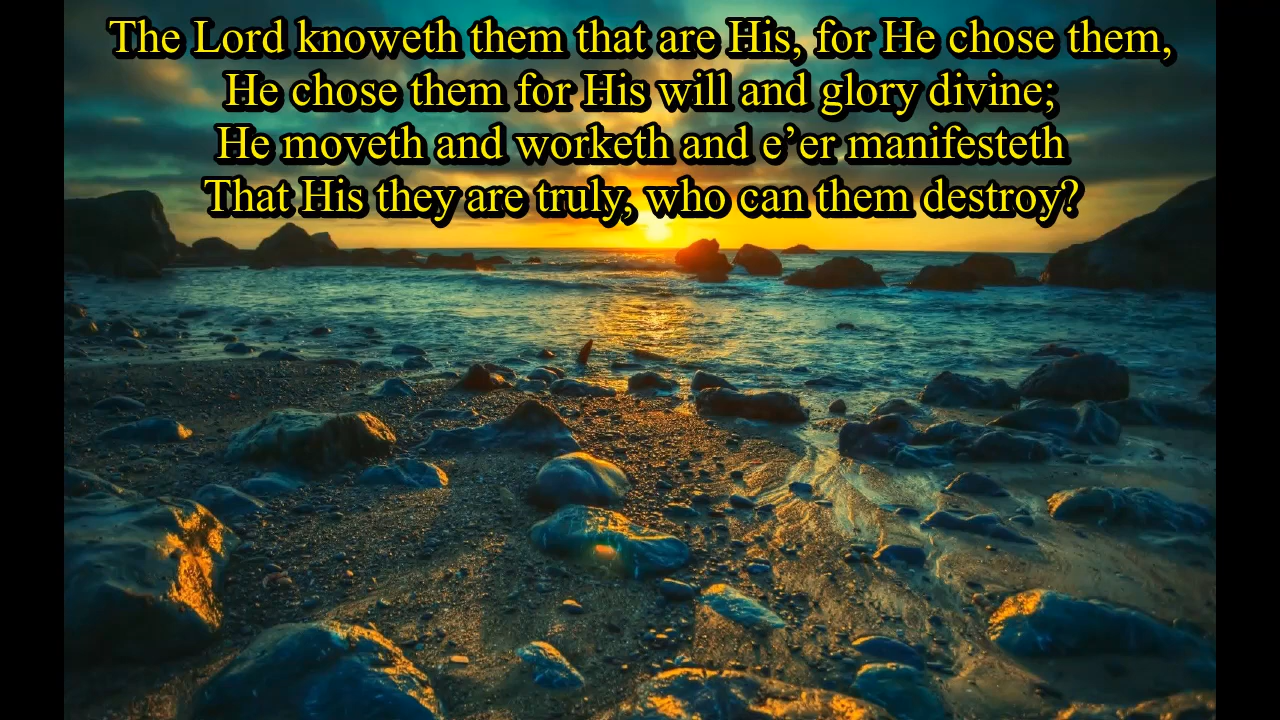 The Lord knoweth them that are His, for He chose them,
He chose them for His will and glory divine;
He moveth and worketh and e’er manifesteth
That His they are truly, who can them destroy?